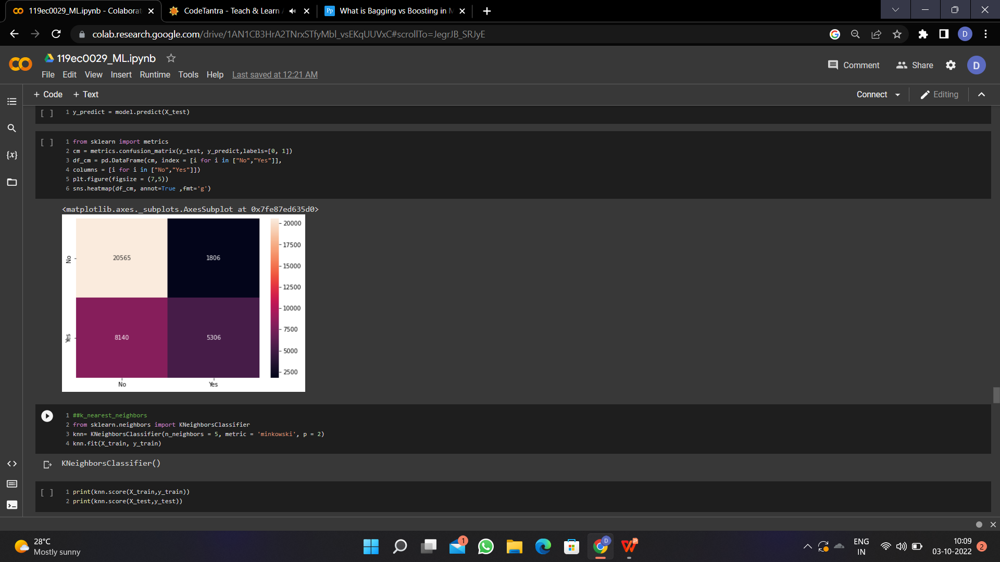 119ec0029_ML.ipynb - Colaborat
CodeTantra - Teach & Learn
What is Bagging vs Boosting in M
colab.research.google.com/drive/1AN1CB3HrA2TNrxSTfyMbl_vsEKqUUVxC#scrollTo=JegrJB_SRJyE
D
119ec0029_ML.ipynb
File Edit View Insert Runtime Tools Help Last saved at 12:21 AM
Comment
Share
D
+ Code + Text
Connect
Editing
[ ] 1 y_predict = model.predict(X_test)
[ ] 1 from sklearn import metrics
2 cm = metrics.confusion_matrix(y_test, y_predict,labels=[0, 1])
3 df_cm = pd.DataFrame(cm, index = [i for i in ["No","Yes"]],
4 columns = [i for i in ["No","Yes"]])
5 plt.figure(figsize = (7,5))
6 sns.heatmap(df_cm, annot=True ,fmt='g')
<matplotlib.axes._subplots.AxesSubplot at 0x7fe87ed635d0>
No
20565 1806
Yes
8140 5306
No Yes
20000
17500
15000
12500
10000
7500
5000
2500
1 ##k_nearest_neighbors
2 from sklearn.neighbors import KNeighborsClassifier
3 knn= KNeighborsClassifier(n_neighbors = 5, metric = 'minkowski', p = 2)
4 knn.fit(X_train, y_train)
KNeighborsClassifier()
[ ] 1 print(knn.score(X_train,y_train))
2 print(knn.score(X_test,y_test))
28°C
Mostly sunny
1
D
ENG
IN
10:09
03-10-2022
2